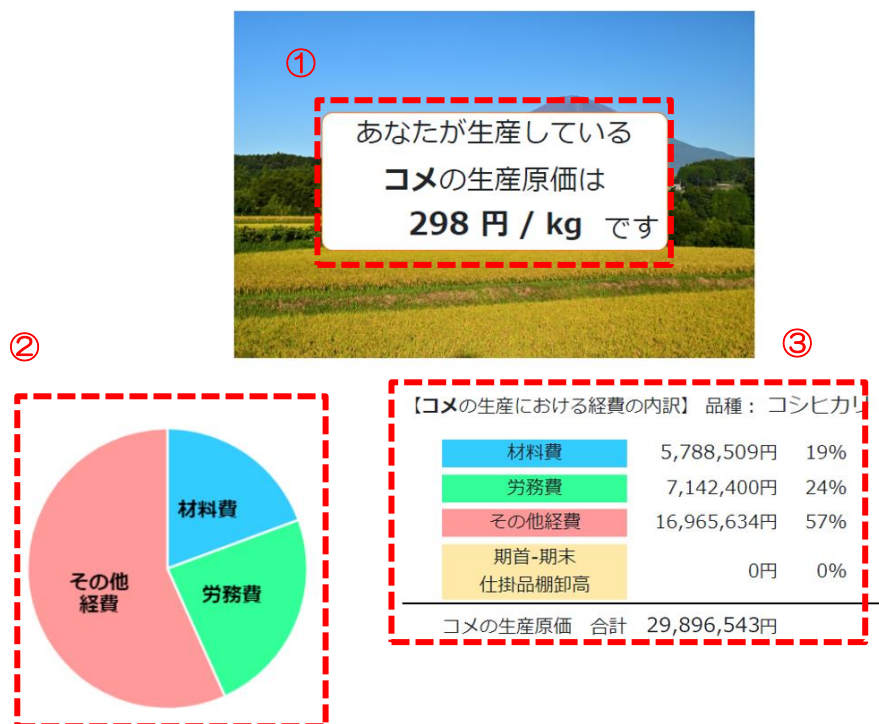 ①
あなたが生産している
コメの生産原価は
298 円 / kg です
②
材料費
労務費
その他
経費
③
【コメの生産における経費の内訳】 品種： コシヒカリ
材料費 5,788,509円 19%
労務費 7,142,400円 24%
その他経費 16,965,634円 57%
期首-期末
仕掛品棚卸高 0円 0%
コメの生産原価 合計 29,896,543円